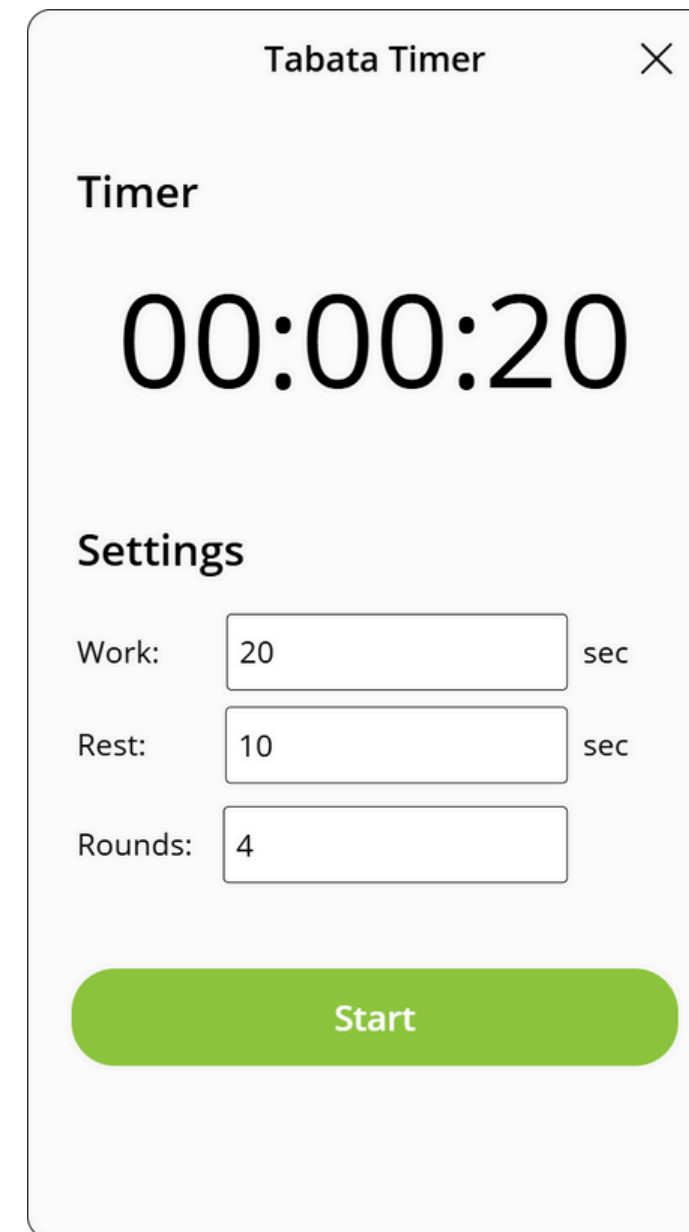 Tabata Timer
Timer
00:00:20
Settings
Work: 20 sec
Rest: 10 sec
Rounds: 4
Start